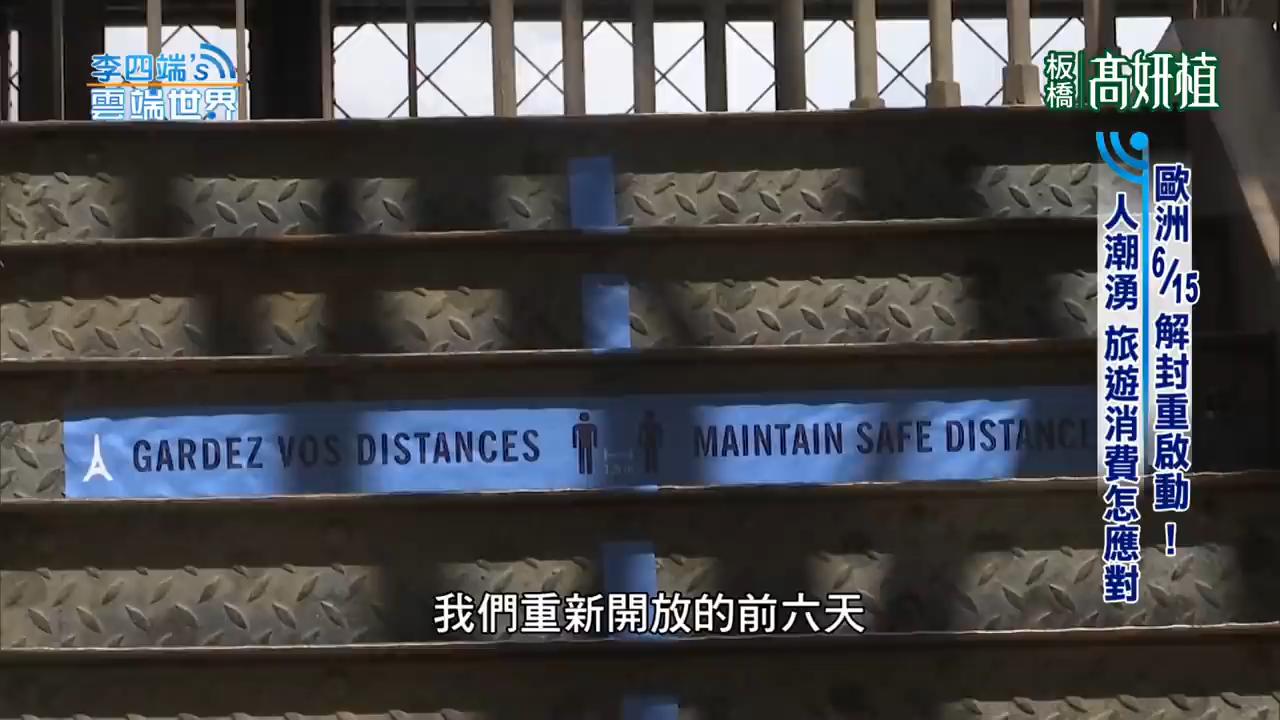 李四端's
雲端世界
板橋
髙妍植
歐洲6/15解封重啟動！
人潮湧 旅遊消費怎應對
GARDEZ VOS DISTANCES
MAINTAIN SAFE DISTANCE
我們重新開放的前六天